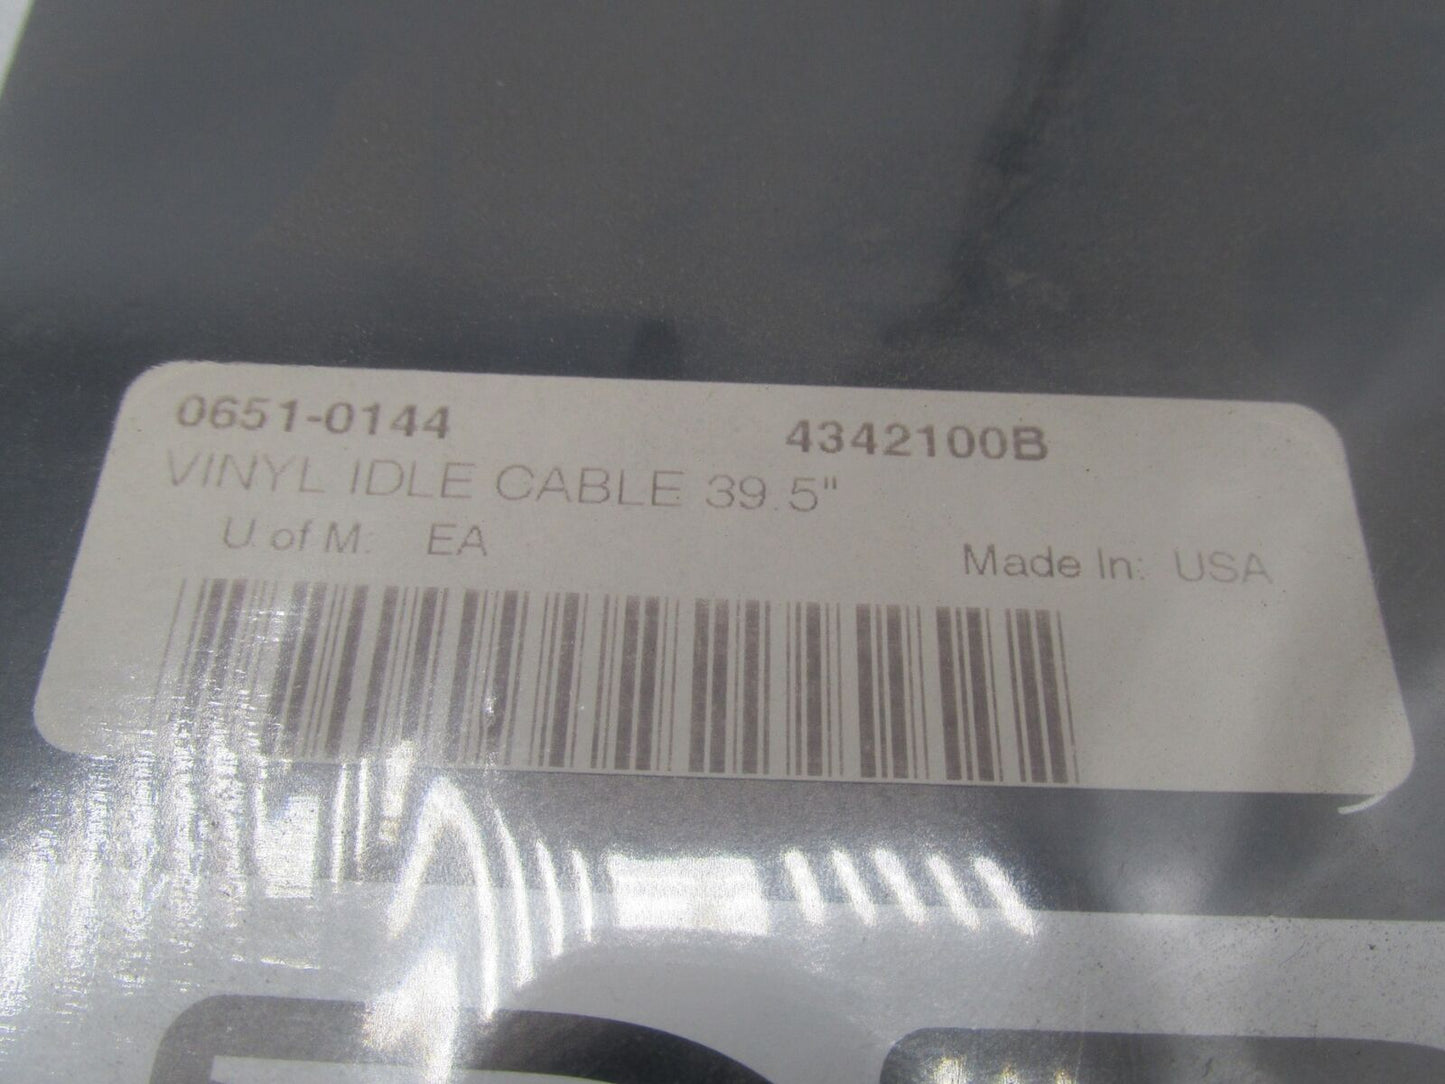 0651-0144 4342100B
VINYL IDLE CABLE 39.5"
U. of M. EA Made In: USA